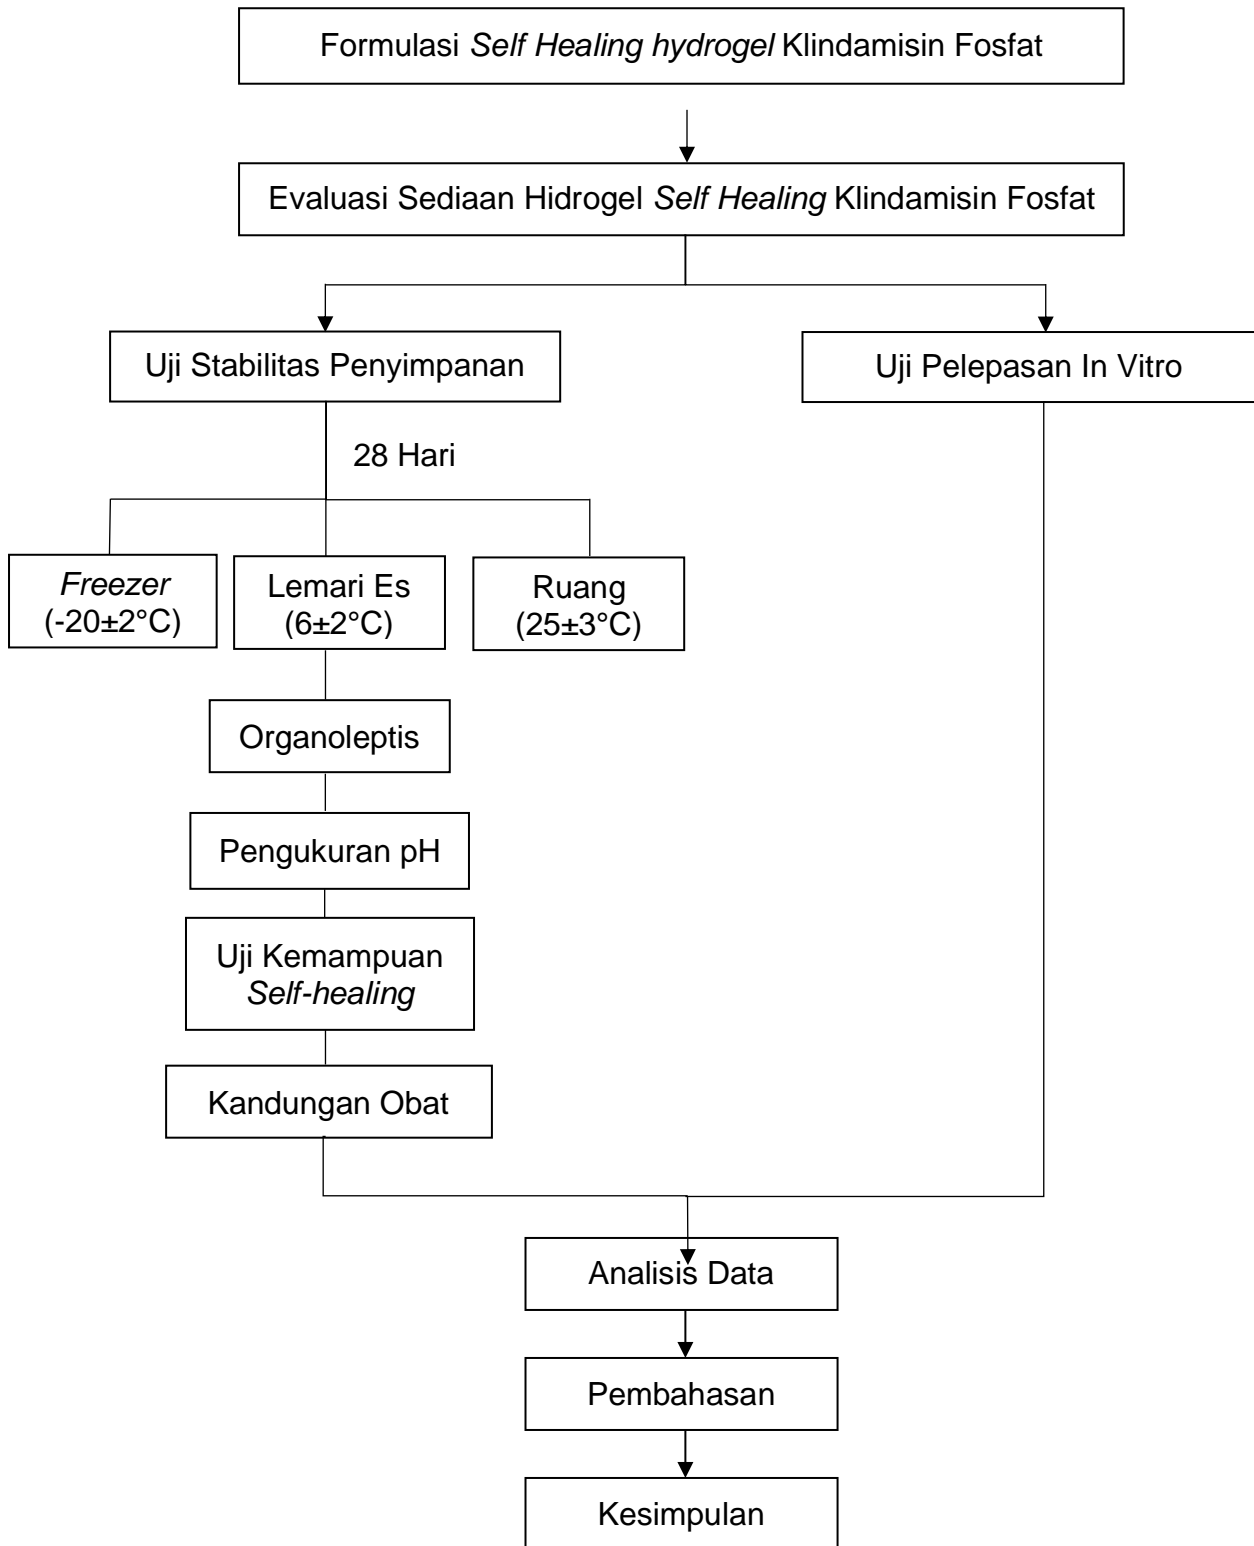 Formulasi Self Healing hydrogel Klindamisin Fosfat
Evaluasi Sediaan Hidrogel Self Healing Klindamisin Fosfat
Uji Stabilitas Penyimpanan
Uji Pelepasan In Vitro
28 Hari
Freezer
(-20±2°C)
Lemari Es
(6±2°C)
Ruang
(25±3°C)
Organoleptis
Pengukuran pH
Uji Kemampuan
Self-healing
Kandungan Obat
Analisis Data
Pembahasan
Kesimpulan